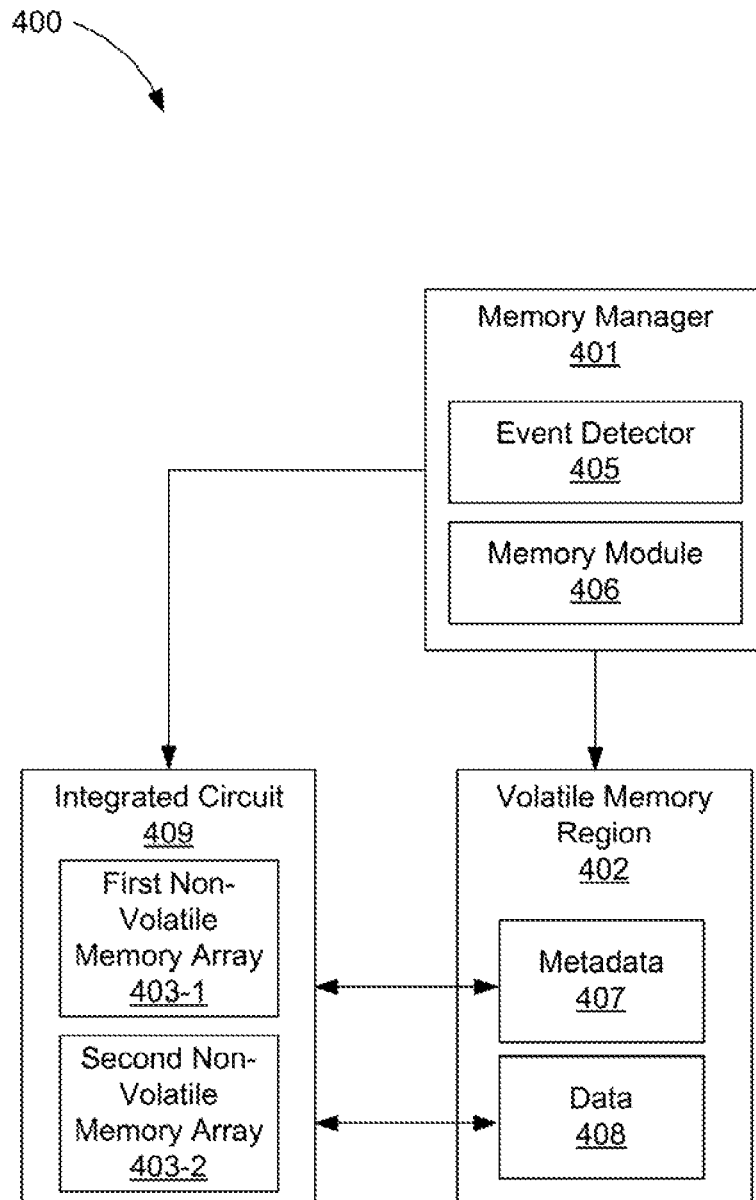 400
Memory Manager
401
Event Detector
405
Memory Module
406
Integrated Circuit
409
First Non-
Volatile
Memory Array
403-1
Second Non-
Volatile
Memory Array
403-2
Volatile Memory
Region
402
Metadata
407
Data
408